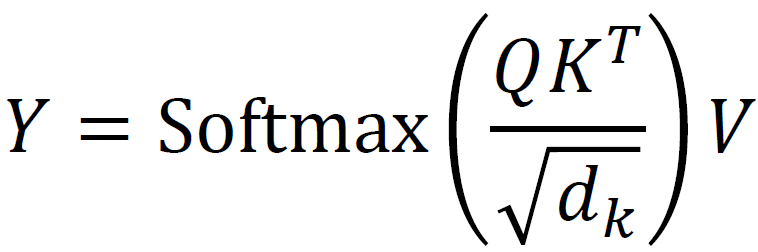 Y = Softmax(QK^T / √d_k) V